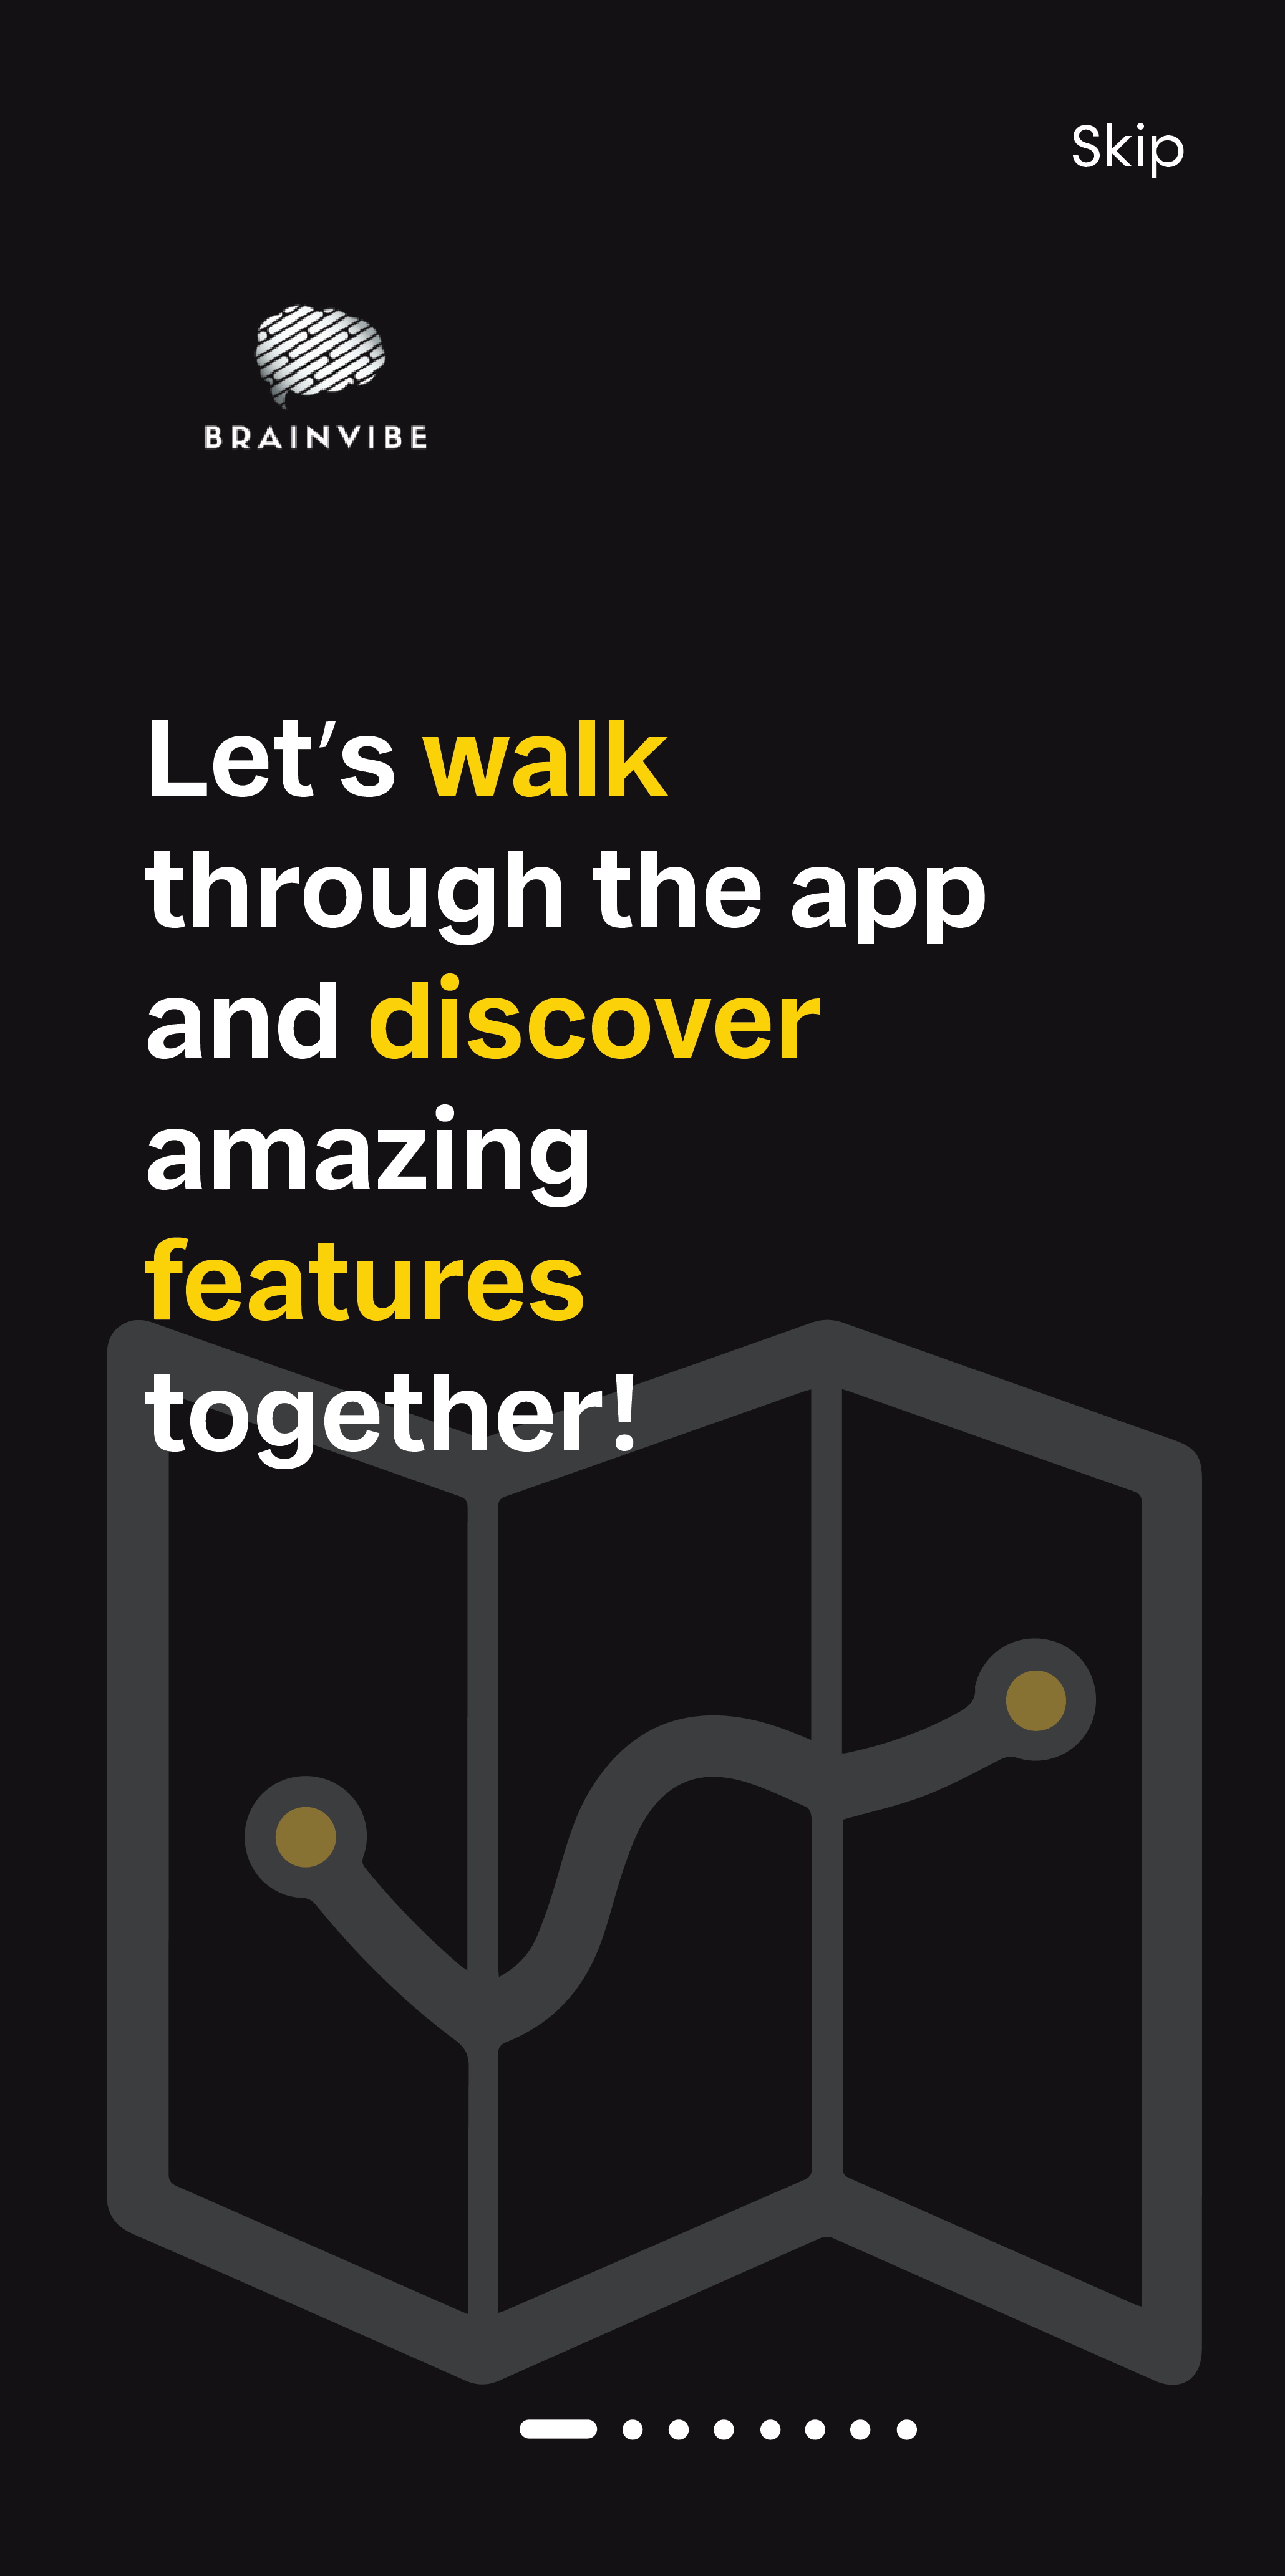 Skip
BRAINVIBE
Let’s walk
through the app
and discover
amazing
features
together!